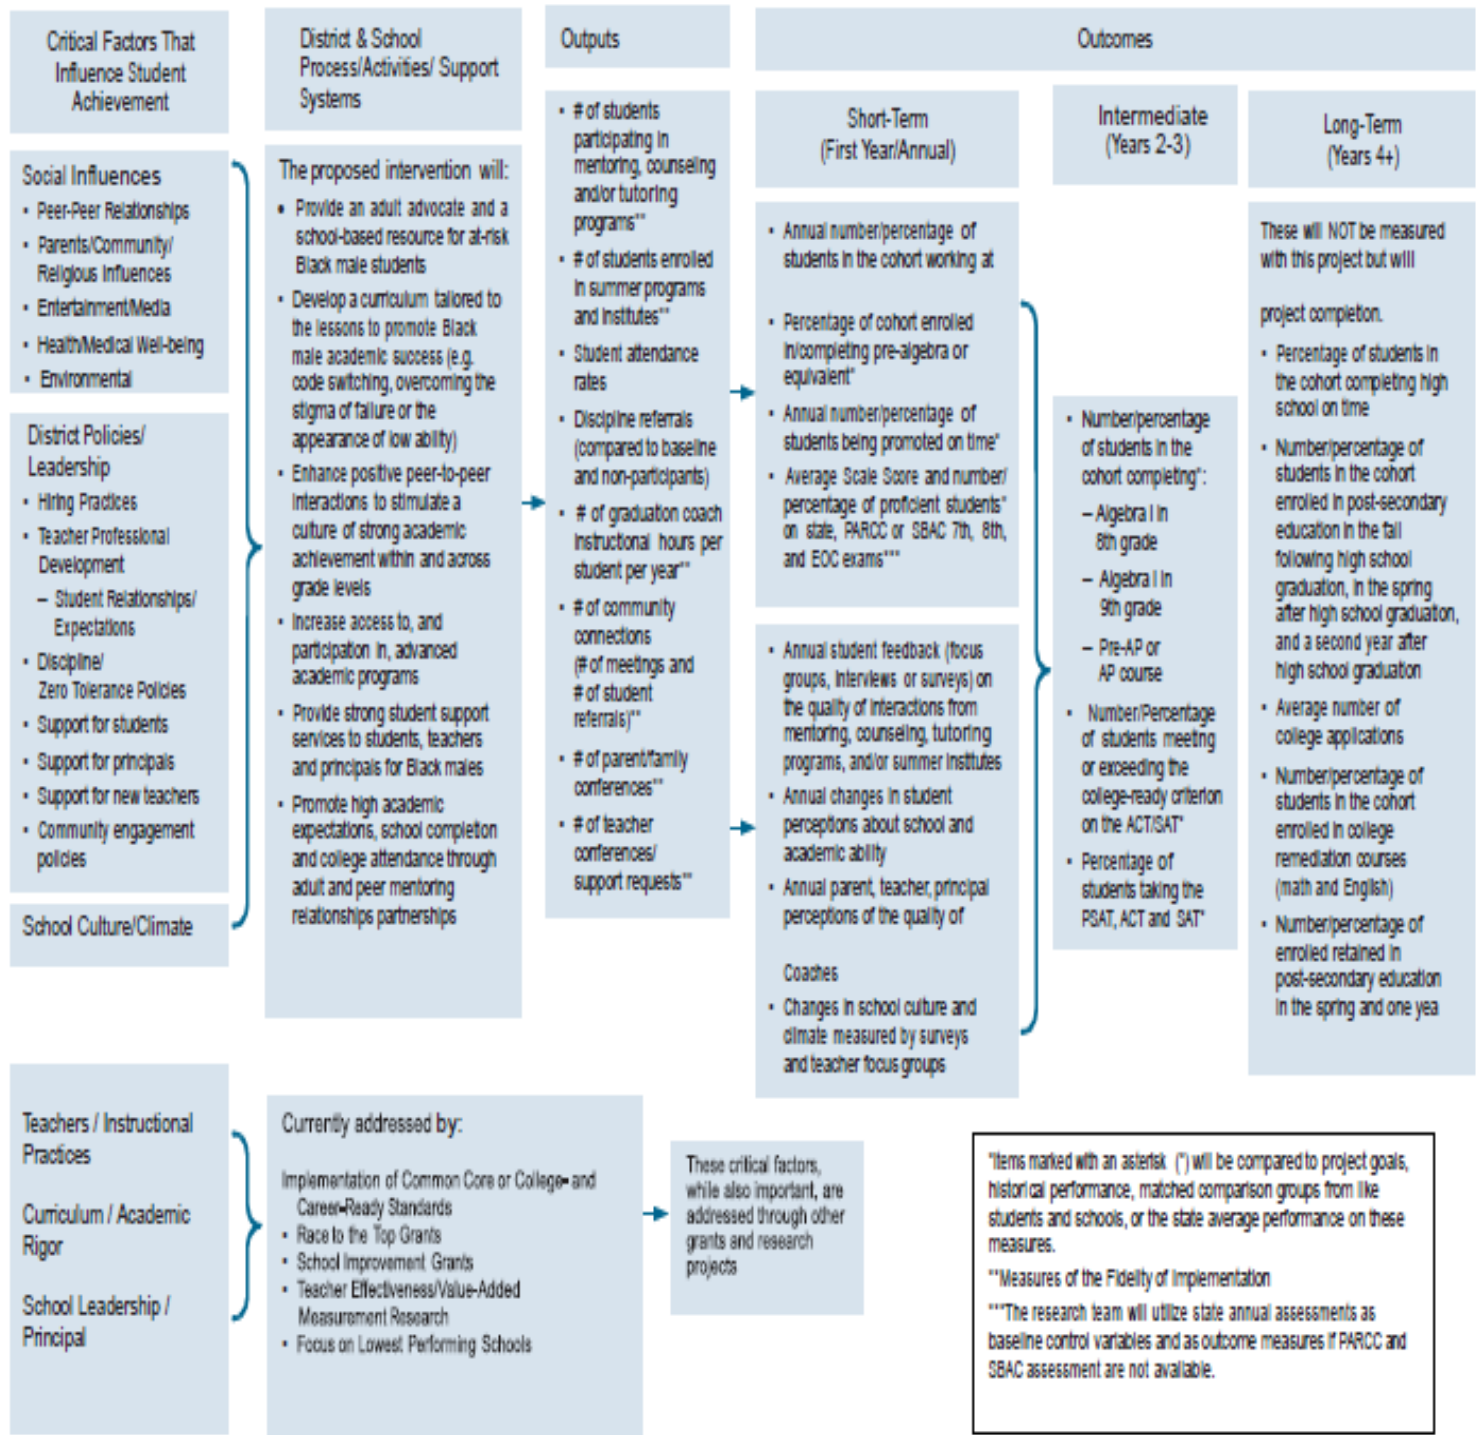 Critical Factors That
Influence Student
Achievement
District & School
Process/Activities/ Support
Systems
Outputs
Outcomes
Short-Term
(First Year/Annual)
Intermediate
(Years 2-3)
Long-Term
(Years 4+)
Social Influences
• Peer-Peer Relationships
• Parents/Community/
Religious Influences
• Entertainment/Media
• Health/Medical Well-being
• Environmental
District Policies/
Leadership
• Hiring Practices
• Teacher Professional
Development
– Student Relationships/
Expectations
• Discipline/
Zero Tolerance Policies
• Support for students
• Support for principals
• Support for new teachers
• Community engagement
policies
School Culture/Climate
The proposed intervention will:
• Provide an adult advocate and a
school-based resource for at-risk
Black male students
• Develop a curriculum tailored to
the lessons to promote Black
male academic success (e.g.
code switching, overcoming the
stigma of failure or the
appearance of low ability)
• Enhance positive peer-to-peer
interactions to stimulate a
culture of strong academic
achievement within and across
grade levels
• Increase access to, and
participation in, advanced
academic programs
• Provide strong student support
services to students, teachers
and principals for Black males
• Promote high academic
expectations, school completion
and college attendance through
adult and peer mentoring
relationships partnerships
• # of students
participating in
mentoring, counseling
and/or tutoring
programs**
• # of students enrolled
in summer programs
and institutes**
• Student attendance
rates
• Discipline referrals
(compared to baseline
and non-participants)
• # of graduation coach
instructional hours per
student per year**
• # of community
connections
(# of meetings and
# of student
referrals)**
• # of parent/family
conferences**
• # of teacher
conferences/
support requests**
• Annual number/percentage of
students in the cohort working at
• Percentage of cohort enrolled
in/completing pre-algebra or
equivalent*
• Annual number/percentage of
students being promoted on time*
• Average Scale Score and number/
percentage of proficient students*
on state, PARCC or SBAC 7th, 8th,
and EOC exams***
• Annual student feedback (focus
groups, interviews or surveys) on
the quality of interactions from
mentoring, counseling, tutoring
programs, and/or summer institutes
• Annual changes in student
perceptions about school and
academic ability
• Annual parent, teacher, principal
perceptions of the quality of
Coaches
• Changes in school culture and
climate measured by surveys
and teacher focus groups
• Number/percentage
of students in the
cohort completing*:
– Algebra I in
8th grade
– Algebra I in
9th grade
– Pre-AP or
AP course
• Number/Percentage
of students meeting
or exceeding the
college-ready criterion
on the ACT/SAT*
• Percentage of
students taking the
PSAT, ACT and SAT*
These will NOT be measured
with this project but will
project completion.
• Percentage of students in
the cohort completing high
school on time
• Number/percentage of
students in the cohort
enrolled in post-secondary
education in the fall
following high school
graduation, in the spring
after high school graduation,
and a second year after
high school graduation
• Average number of
college applications
• Number/percentage of
students in the cohort
enrolled in college
remediation courses
(math and English)
• Number/percentage of
enrolled retained in
post-secondary education
in the spring and one yea
Teachers / Instructional
Practices
Curriculum / Academic
Rigor
School Leadership /
Principal
Currently addressed by:
Implementation of Common Core or College- and
Career-Ready Standards
• Race to the Top Grants
• School Improvement Grants
• Teacher Effectiveness/Value-Added
Measurement Research
• Focus on Lowest Performing Schools
These critical factors,
while also important, are
addressed through other
grants and research
projects
*Items marked with an asterisk (*) will be compared to project goals,
historical performance, matched comparison groups from like
students and schools, or the state average performance on these
measures.
**Measures of the Fidelity of Implementation
***The research team will utilize state annual assessments as
baseline control variables and as outcome measures if PARCC and
SBAC assessment are not available.